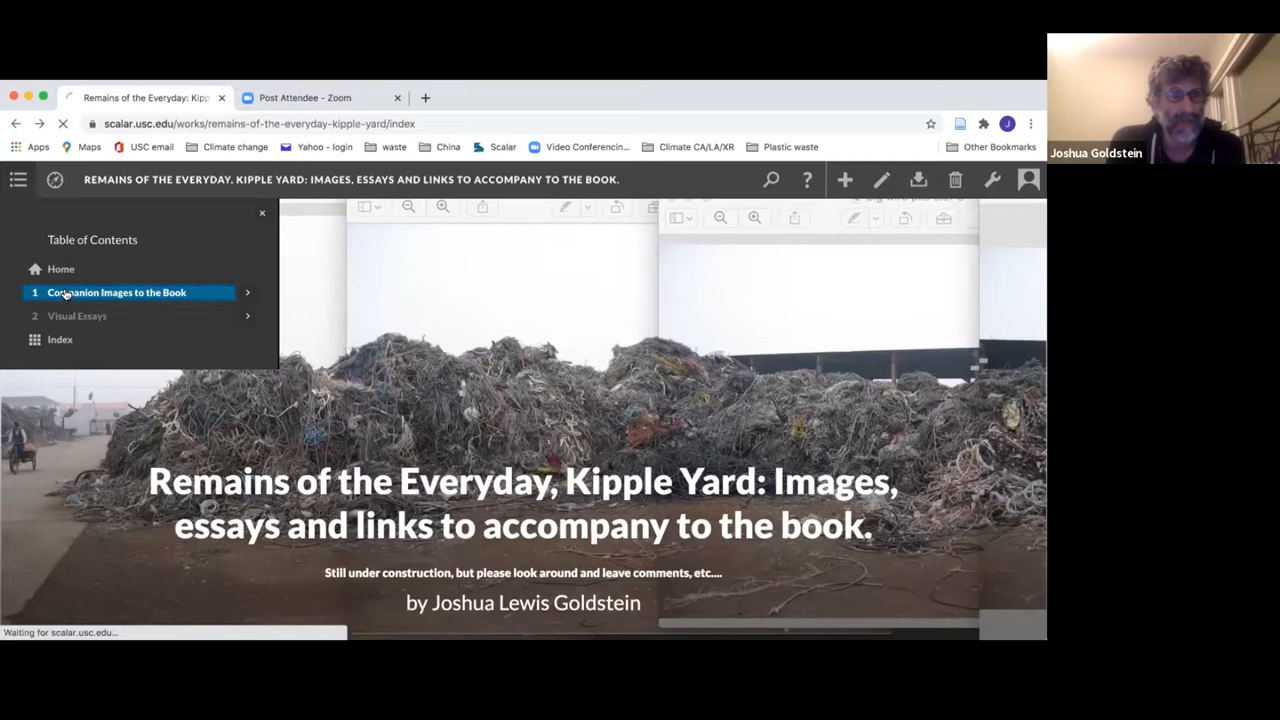 Remains of the Everyday: Kipp
Post Attendee - Zoom
scalar.usc.edu/works/remains-of-the-everyday-kipple-yard/index
J
Apps
Maps
USC email
Climate change
Yahoo - login
waste
China
Scalar
Video Conferencin...
Climate CA/LA/XR
Plastic waste
Other Bookmarks
REMAINS OF THE EVERYDAY, KIPPLE YARD: IMAGES, ESSAYS AND LINKS TO ACCOMPANY TO THE BOOK.
Table of Contents
Home
1 Companion Images to the Book
2 Visual Essays
Index
Remains of the Everyday, Kipple Yard: Images,
essays and links to accompany to the book.
Still under construction, but please look around and leave comments, etc....
by Joshua Lewis Goldstein
Waiting for scalar.usc.edu...
Joshua Goldstein